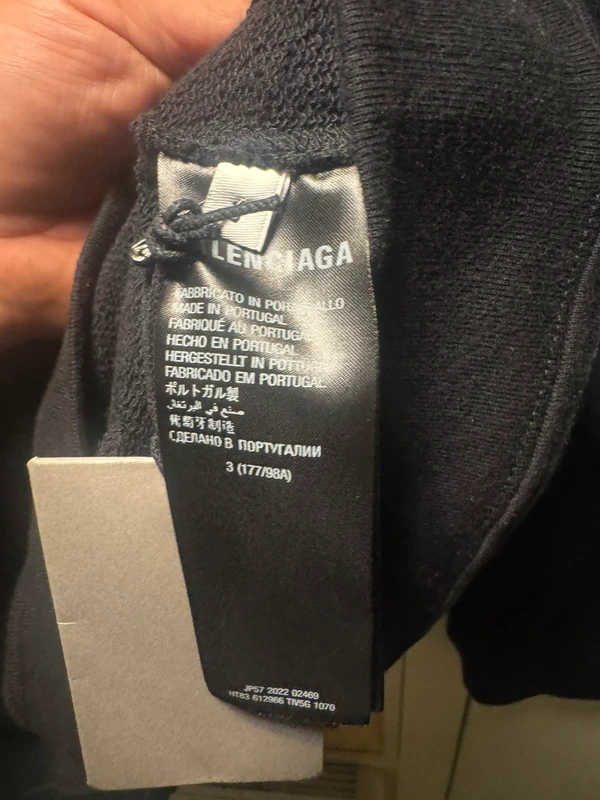 LENCIAGA
FABBRICATO IN PORTOGALLO
MADE IN PORTUGAL
FABRIQUÉ AU PORTUGAL
HECHO EN PORTUGAL
HERGESTELLT IN PORTUGAL
FABRICADO EM PORTUGAL
ポルトガル製
صنع في البرتغال
葡萄牙制造
СДЕЛАНО В ПОРТУГАЛИИ
3 (177/98A)
JP57 2022 02469
HT83 612966 TIV5G 1070